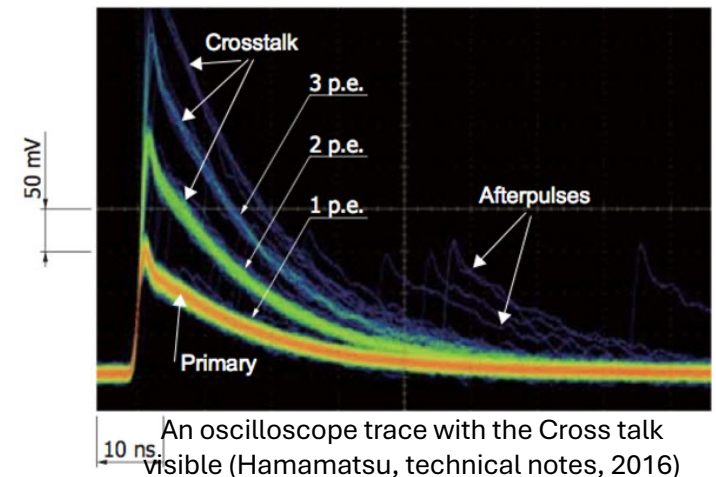 Crosstalk
3 p.e.
2 p.e.
1 p.e.
Afterpulses
50 mV
Primary
10 ns
An oscilloscope trace with the Cross talk
visible (Hamamatsu, technical notes, 2016)